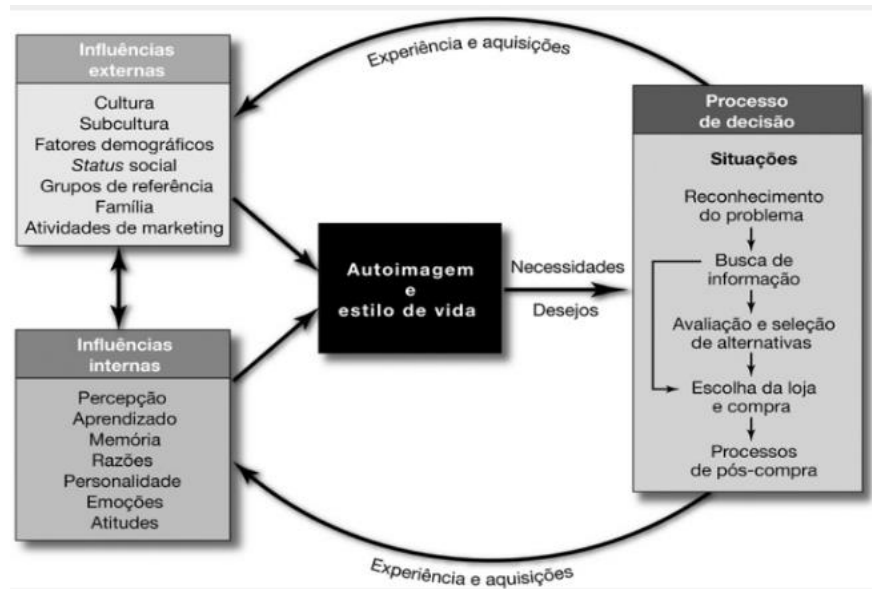 Influências
externas
Cultura
Subcultura
Fatores demográficos
Status social
Grupos de referência
Família
Atividades de marketing
Influências
internas
Percepção
Aprendizado
Memória
Razões
Personalidade
Emoções
Atitudes
Experiência e aquisições
Autoimagem
e
estilo de vida
Necessidades
Desejos
Experiência e aquisições
Processo
de decisão
Situações
Reconhecimento
do problema
Busca de
informação
Avaliação e seleção
de alternativas
Escolha da loja
e compra
Processos
de pós-compra